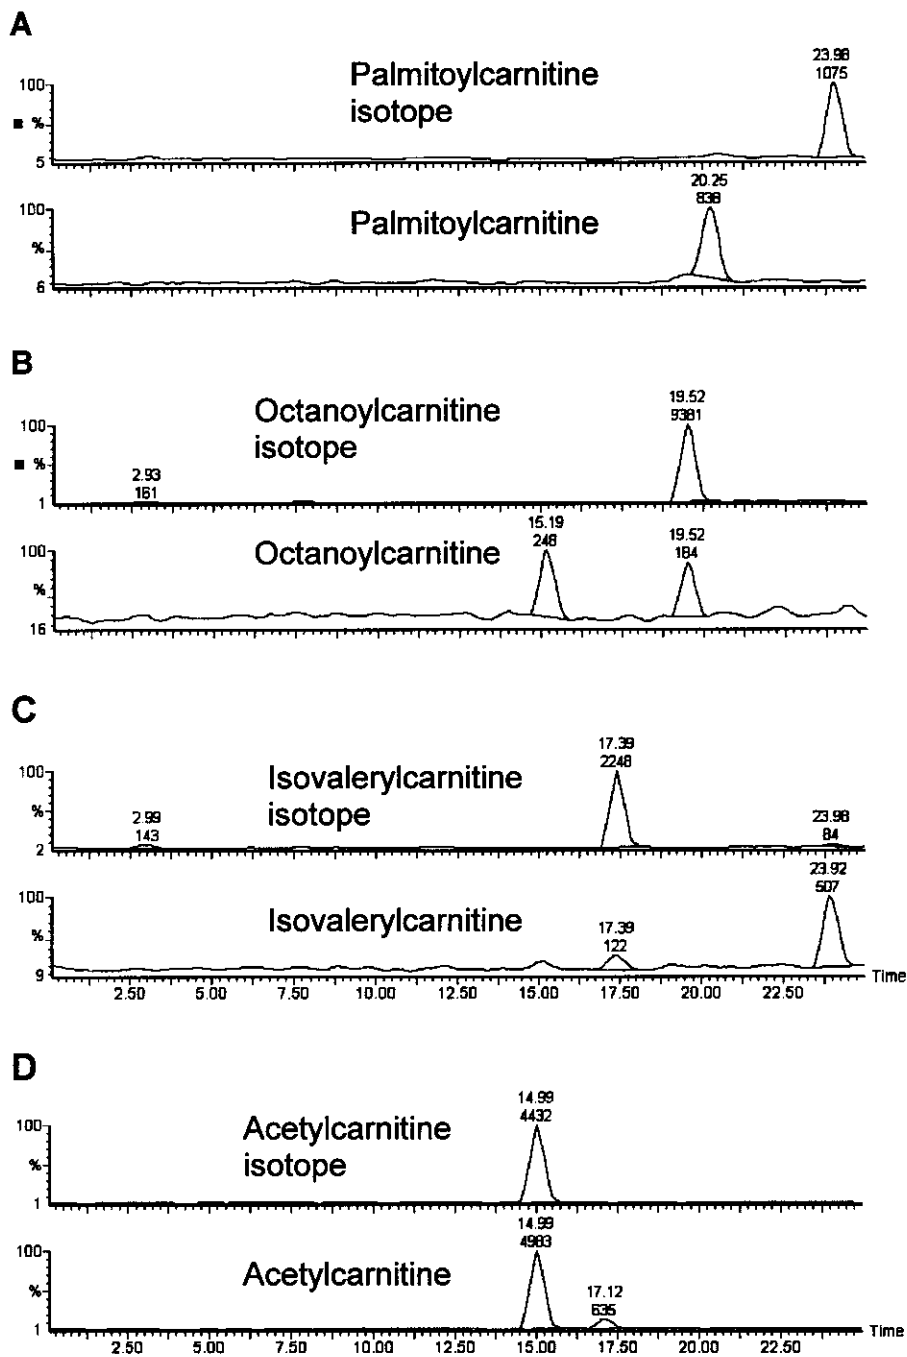 A
Palmitoylcarnitine
isotope
23.98
1075
100
%
5
Palmitoylcarnitine
20.25
838
100
%
6
B
Octanoylcarnitine
isotope
19.52
9381
100
%
2.93
161
1
Octanoylcarnitine
15.19
248
19.52
184
100
%
16
C
Isovalerylcarnitine
isotope
17.39
2248
100
%
2.99
143
23.98
84
2
Isovalerylcarnitine
23.92
507
17.39
122
100
%
9
Time
2.50 5.00 7.50 10.00 12.50 15.00 17.50 20.00 22.50
D
Acetylcarnitine
isotope
14.99
4432
100
%
1
Acetylcarnitine
14.99
4983
17.12
635
100
%
1
Time
2.50 5.00 7.50 10.00 12.50 15.00 17.50 20.00 22.50